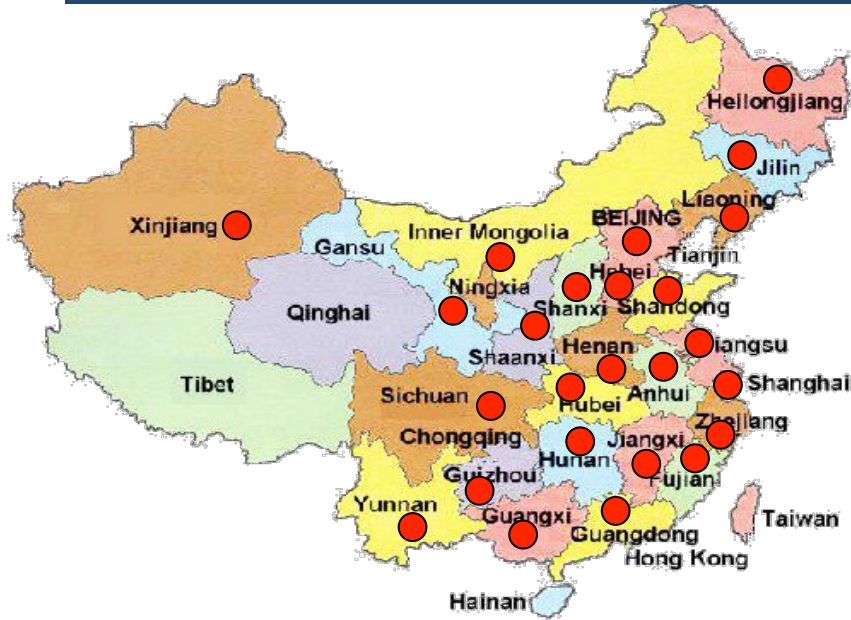 Heilongjiang
Jilin
Liaoning
BEIJING
Xinjiang
Inner Mongolia
Gansu
Tianjin
Hebei
Ningxia
Shanxi
Shandong
Qinghai
Henan
iangsu
Shaanxi
Tibet
Sichuan
Anhui
Shanghai
Hubei
Zhejiang
Chongqing
Hunan
Jiangxi
Guizhou
Fujian
Yunnan
Guangxi
Taiwan
Guangdong
Hong Kong
Hainan